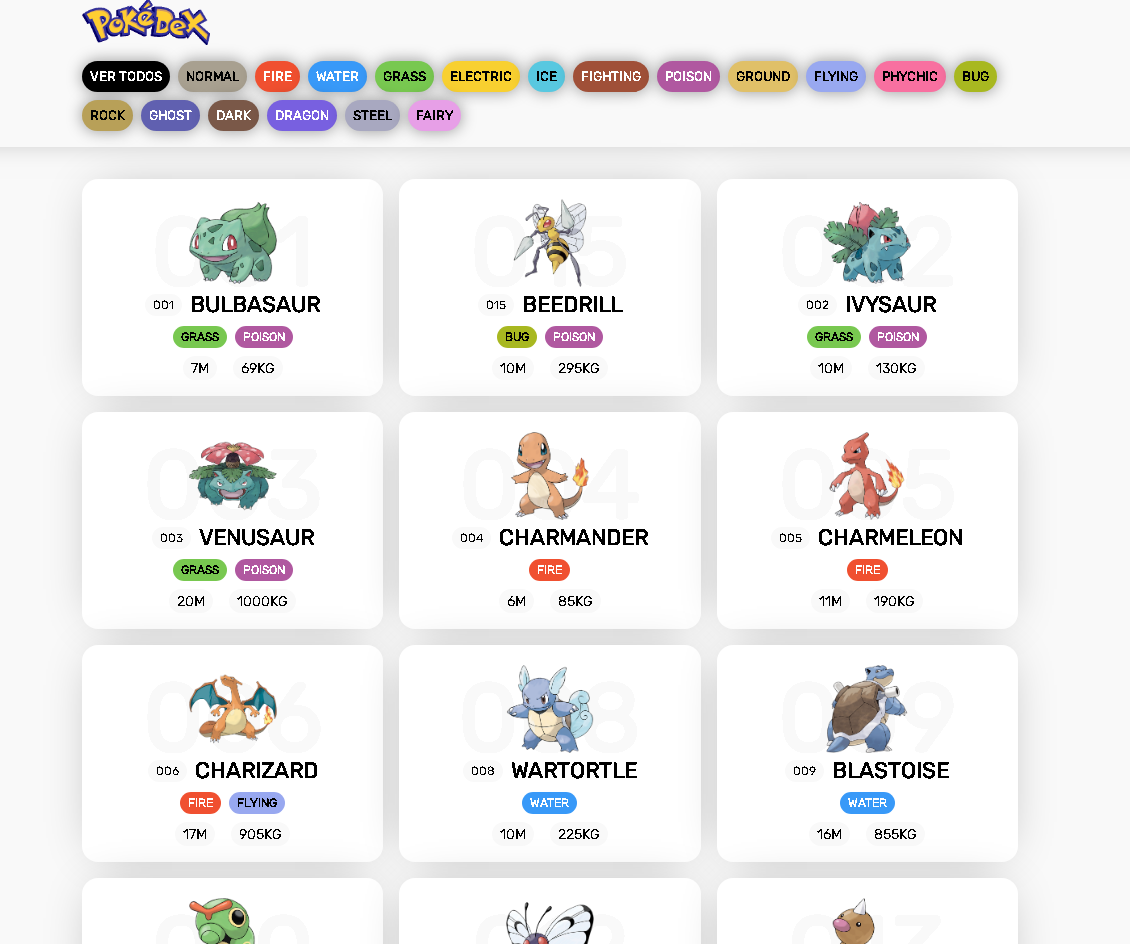 PokéDex
VER TODOS NORMAL FIRE WATER GRASS ELECTRIC ICE FIGHTING POISON GROUND FLYING PHYCHIC BUG
ROCK GHOST DARK DRAGON STEEL FAIRY
001 BULBASAUR
GRASS POISON
7M 69KG
015 BEEDRILL
BUG POISON
10M 295KG
002 IVYSAUR
GRASS POISON
10M 130KG
003 VENUSAUR
GRASS POISON
20M 1000KG
004 CHARMANDER
FIRE
6M 85KG
005 CHARMELEON
FIRE
11M 190KG
006 CHARIZARD
FIRE FLYING
17M 905KG
008 WARTORTLE
WATER
10M 225KG
009 BLASTOISE
WATER
16M 855KG